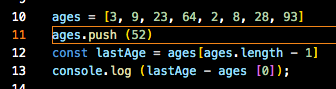 10 ages = [3, 9, 23, 64, 2, 8, 28, 93]
11 ages.push (52)
12 const lastAge = ages[ages.length - 1]
13 console.log (lastAge - ages [0]);